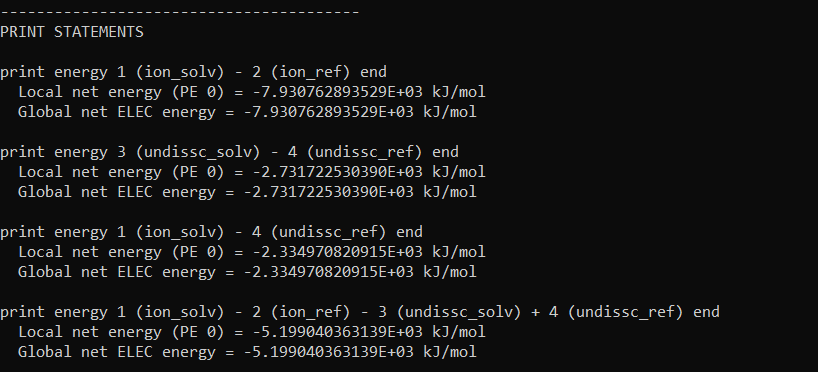 ----------------------------------------
PRINT STATEMENTS
print energy 1 (ion_solv) - 2 (ion_ref) end
Local net energy (PE 0) = -7.930762893529E+03 kJ/mol
Global net ELEC energy = -7.930762893529E+03 kJ/mol
print energy 3 (undissc_solv) - 4 (undissc_ref) end
Local net energy (PE 0) = -2.731722530390E+03 kJ/mol
Global net ELEC energy = -2.731722530390E+03 kJ/mol
print energy 1 (ion_solv) - 4 (undissc_ref) end
Local net energy (PE 0) = -2.334970820915E+03 kJ/mol
Global net ELEC energy = -2.334970820915E+03 kJ/mol
print energy 1 (ion_solv) - 2 (ion_ref) - 3 (undissc_solv) + 4 (undissc_ref) end
Local net energy (PE 0) = -5.199040363139E+03 kJ/mol
Global net ELEC energy = -5.199040363139E+03 kJ/mol